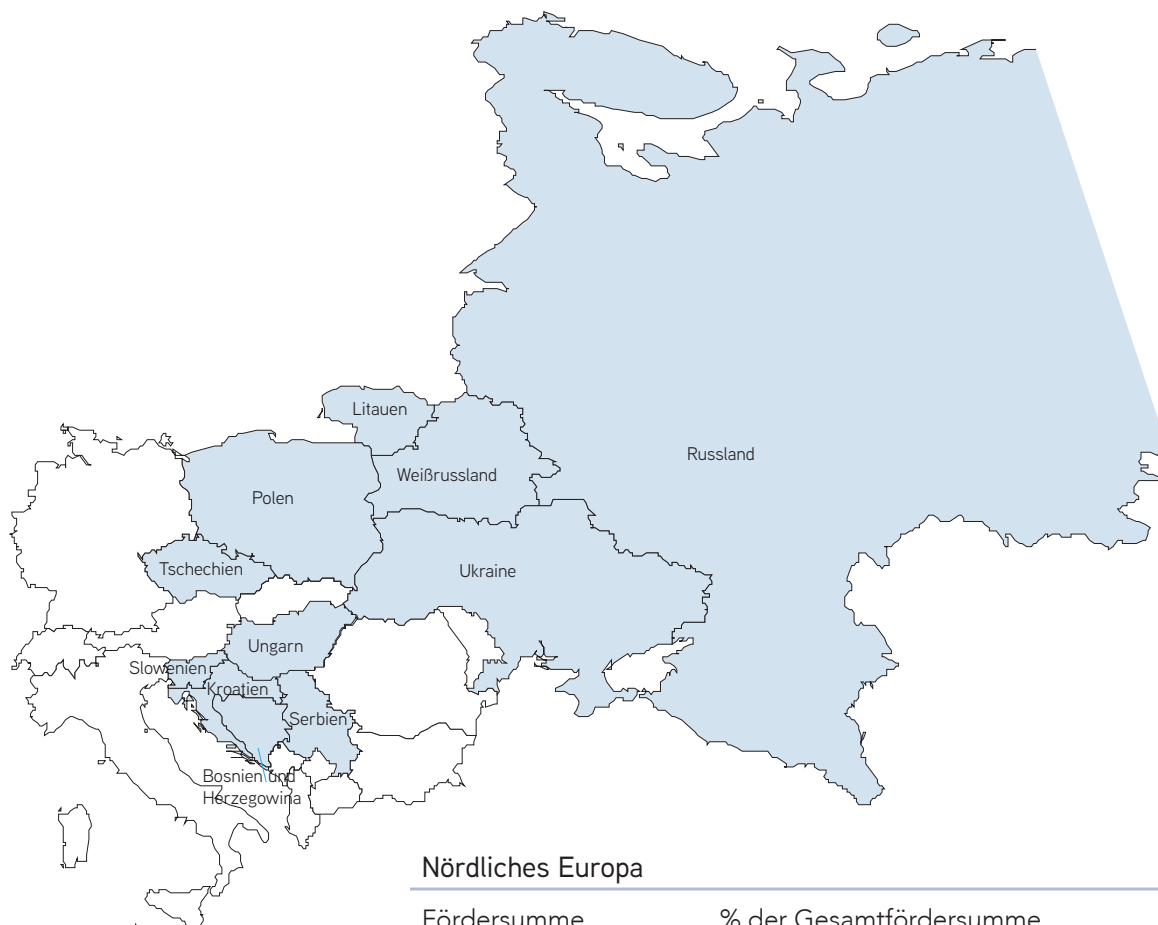 Litauen
Russland
Weißrussland
Polen
Tschechien
Ukraine
Ungarn
Slowenien
Kroatien
Serbien
Bosnien und
Herzegowina
Nördliches Europa
Fördersumme % der Gesamtfördersumme